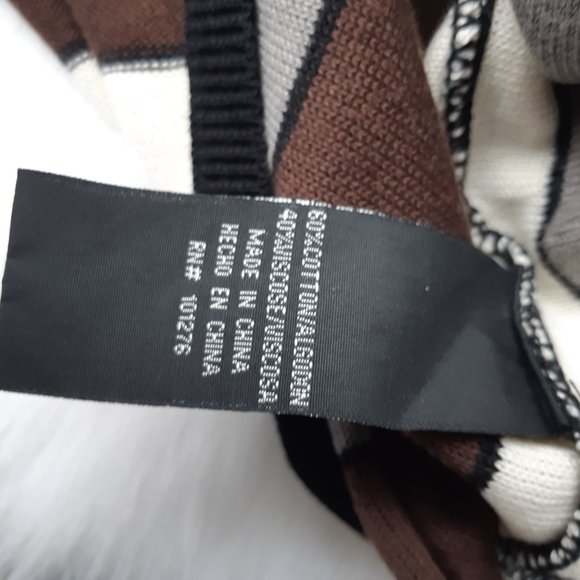 60%COTTON/ALGODON
40%VISCOSE/VISCOSA
MADE IN CHINA
HECHO EN CHINA
RN# 101276